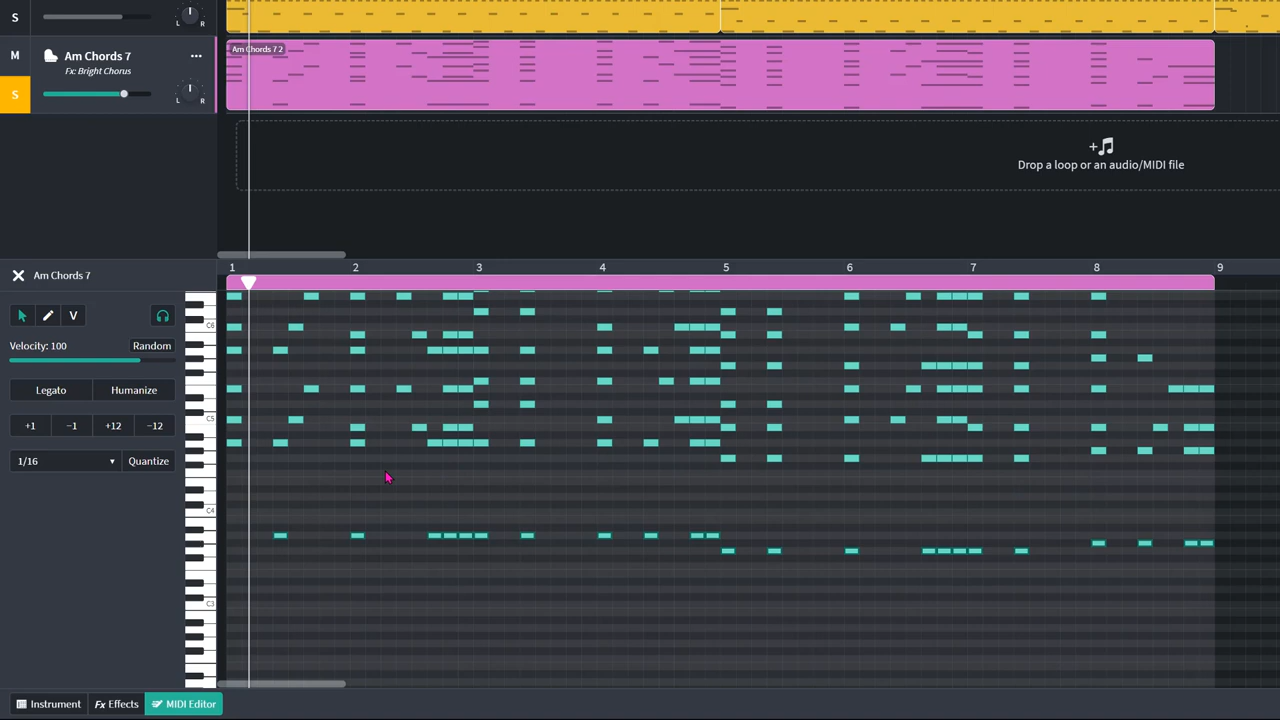 S
L R
M
Am Chords 7
...
FM Bright Chorus
S
L R
Am Chords 7 2
Drop a loop or an audio/MIDI file
Am Chords 7
1 2 3 4 5 6 7 8 9
V
Velocity: 100 Random
Legato Humanize
+1 -1 +12 -12
1/16 Quantize
C6
C5
C4
C3
Instrument Fx Effects MIDI Editor